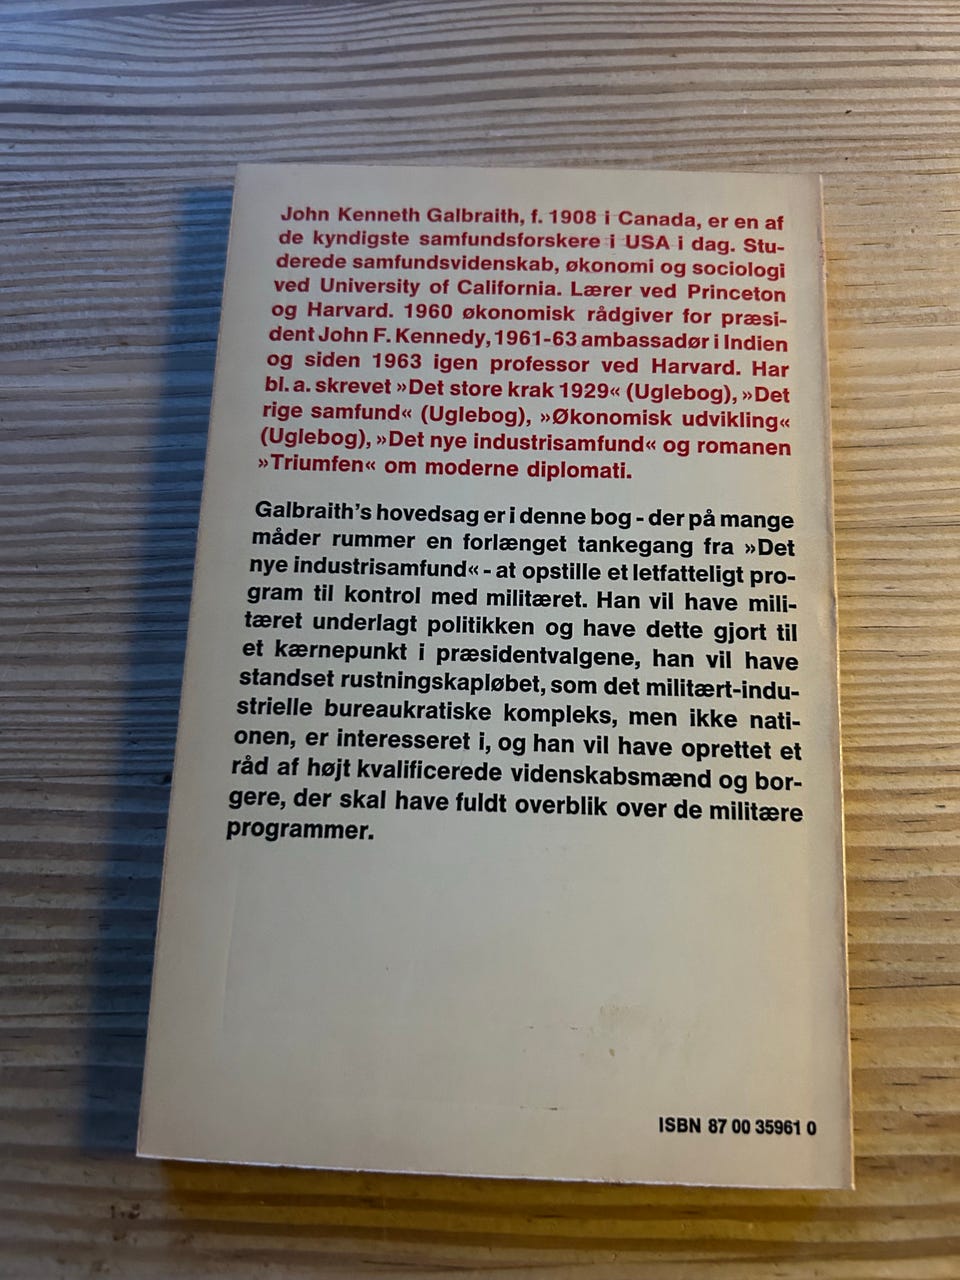 John Kenneth Galbraith, f. 1908 i Canada, er en af
de kyndigste samfundsforskere i USA i dag. Stu-
derede samfundsvidenskab, økonomi og sociologi
ved University of California. Lærer ved Princeton
og Harvard. 1960 økonomisk rådgiver for præsi-
dent John F. Kennedy, 1961-63 ambassadør i Indien
og siden 1963 igen professor ved Harvard. Har
bl. a. skrevet »Det store krak 1929« (Uglebog), »Det
rige samfund« (Uglebog), »Økonomisk udvikling«
(Uglebog), »Det nye industrisamfund« og romanen
»Triumfen« om moderne diplomati.
Galbraith's hovedsag er i denne bog - der på mange
måder rummer en forlænget tankegang fra »Det
nye industrisamfund« - at opstille et letfatteligt pro-
gram til kontrol med militæret. Han vil have mili-
tæret underlagt politikken og have dette gjort til
et kærnepunkt i præsidentvalgene, han vil have
standset rustningskapløbet, som det militært-indu-
strielle bureaukratiske kompleks, men ikke nati-
onen, er interesseret i, og han vil have oprettet et
råd af højt kvalificerede videnskabsmænd og bor-
gere, der skal have fuldt overblik over de militære
programmer.
ISBN 87 00 35961 0